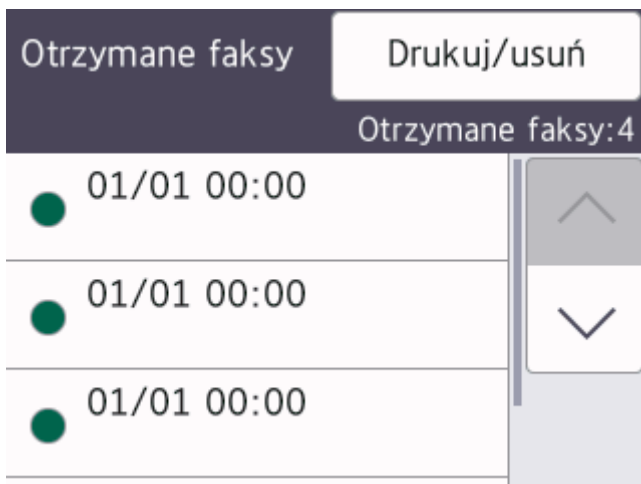 Otrzymane faksy
Drukuj/usuń
Otrzymane faksy:4
01/01 00:00
01/01 00:00
01/01 00:00